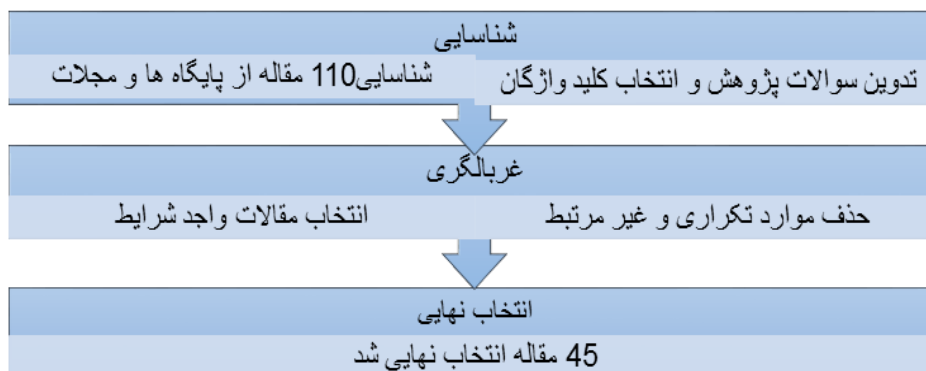 شناسایی
تدوین سوالات پژوهش و انتخاب کلید واژگان
شناسایی110 مقاله از پایگاه ها و مجلات
غربالگری
حذف موارد تکراری و غیر مرتبط
انتخاب مقالات واجد شرایط
انتخاب نهایی
45 مقاله انتخاب نهایی شد